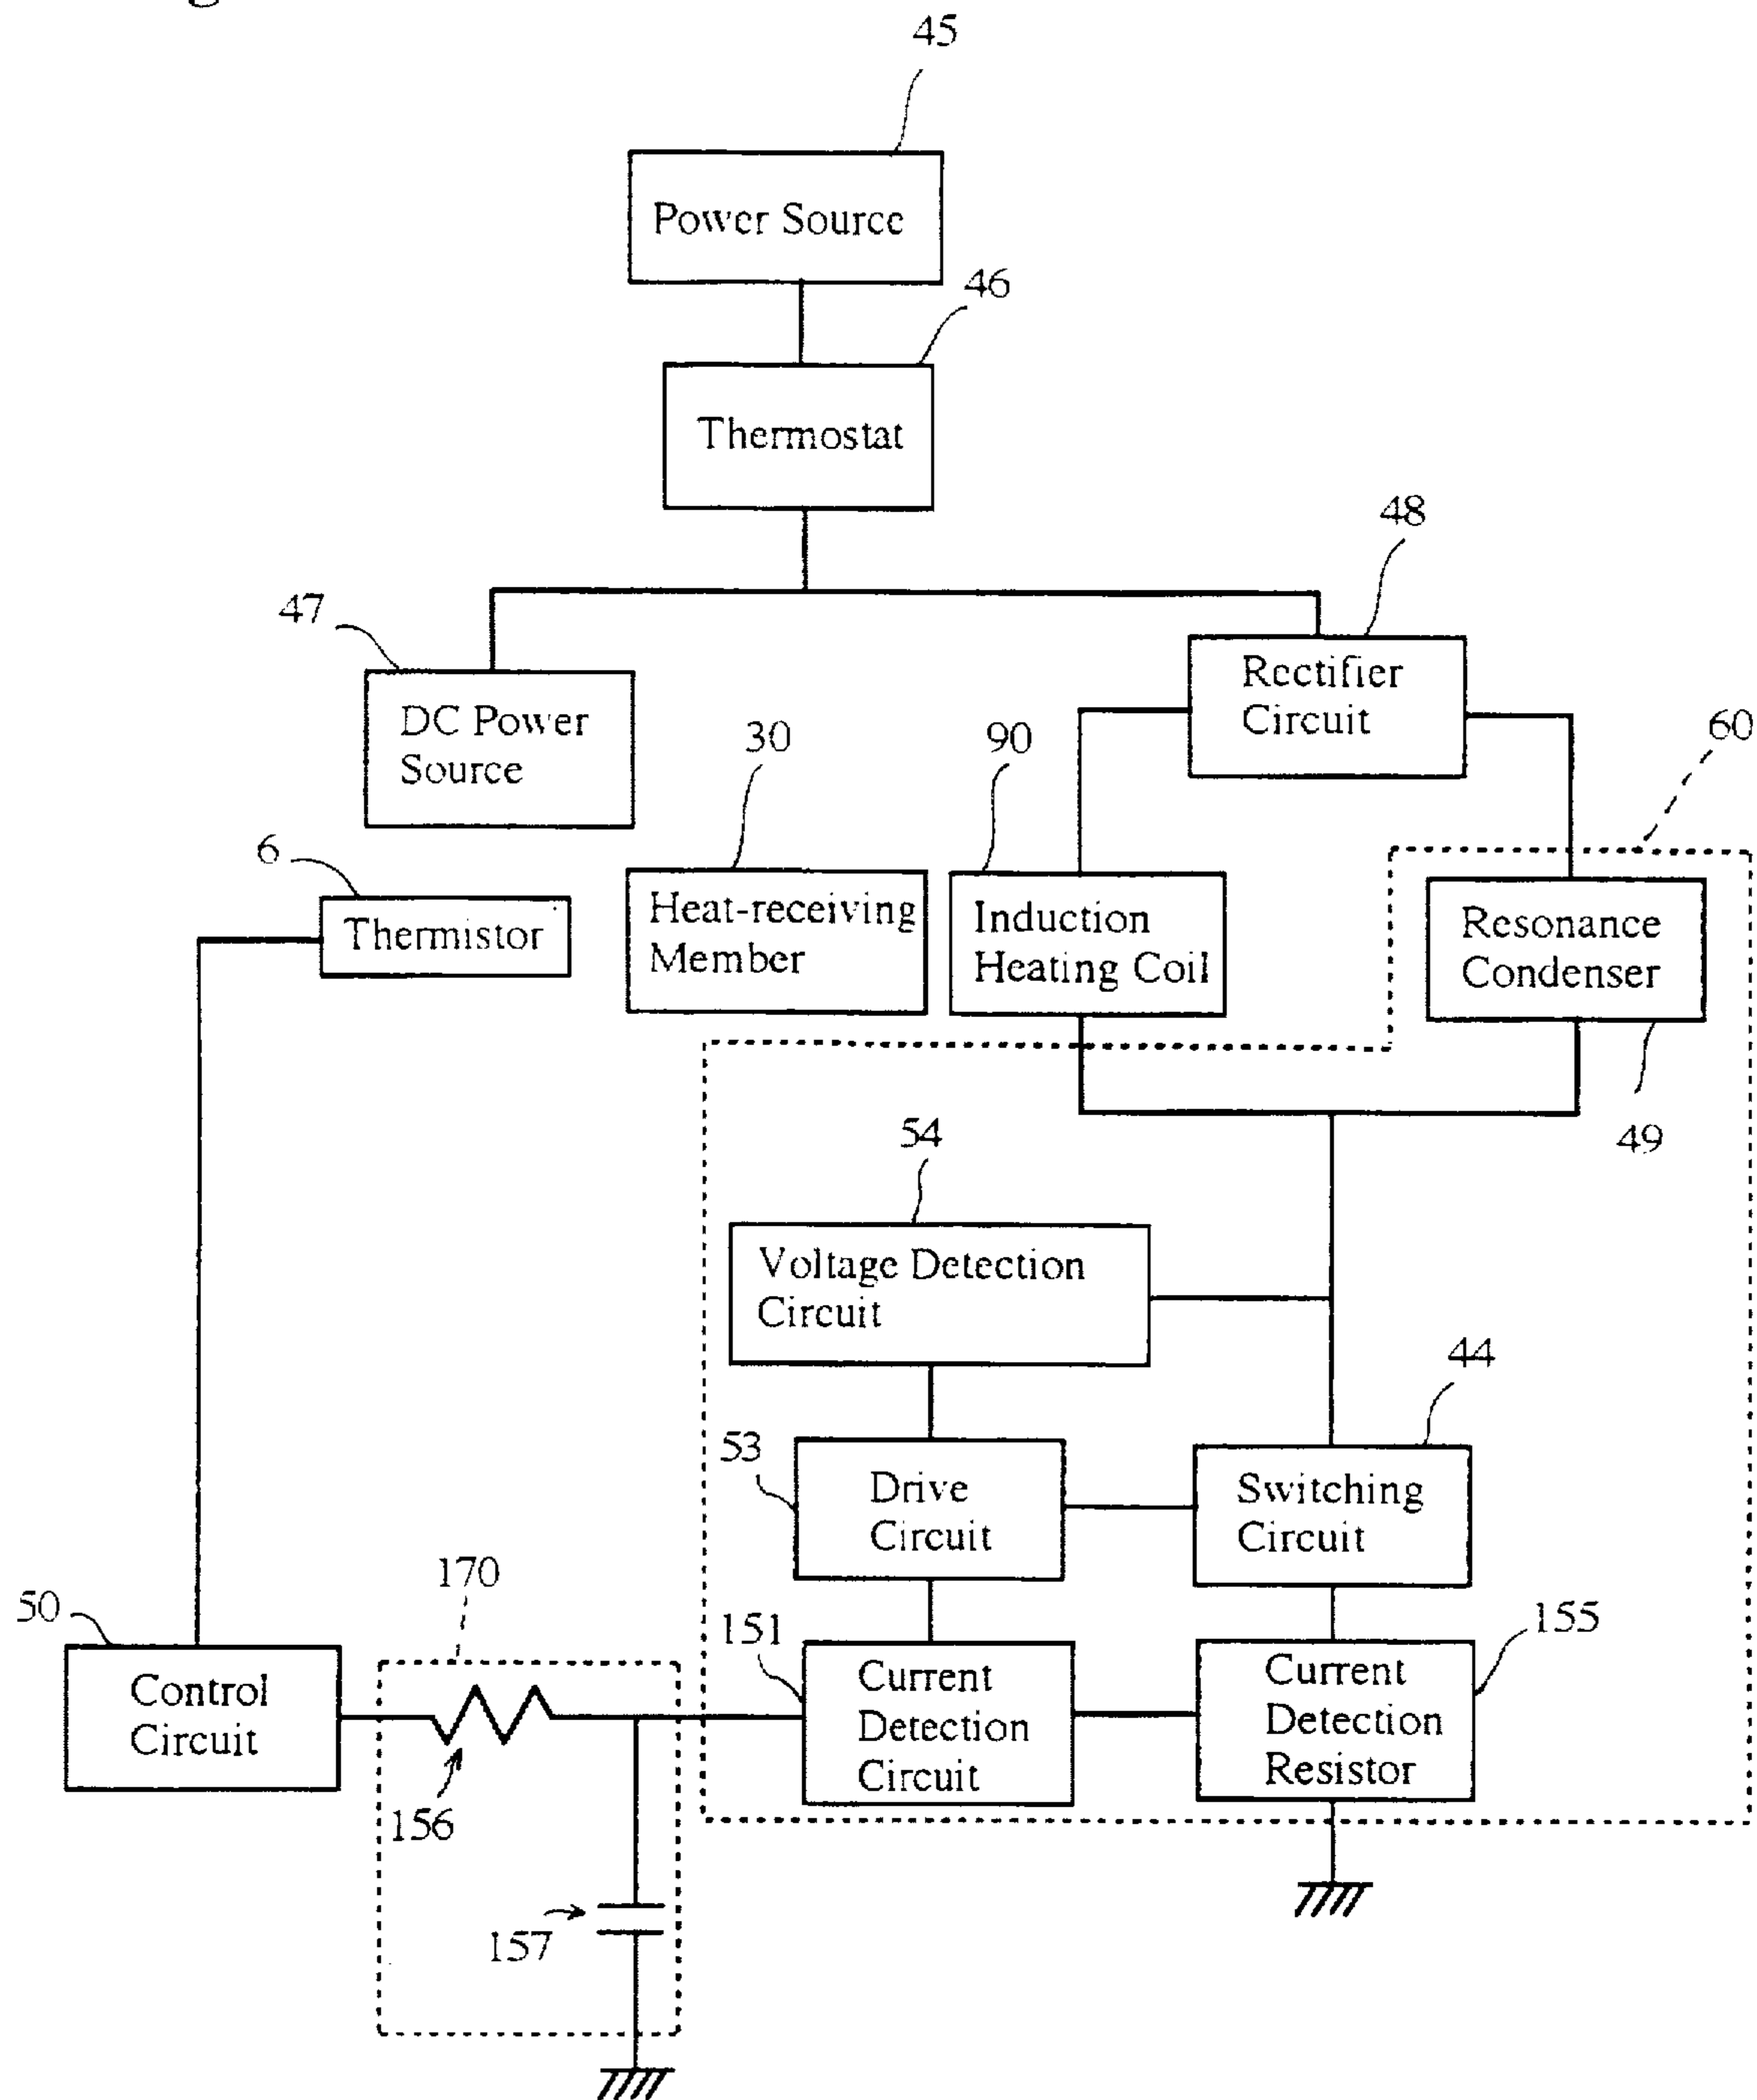 45
Power Source
46
Thermostat
48
47
Rectifier
Circuit
DC Power
Source
30
90
60
6
Thermistor
Heat-receiving
Member
Induction
Heating Coil
Resonance
Condenser
49
54
Voltage Detection
Circuit
44
53
Drive
Circuit
Switching
Circuit
170
50
151
155
Control
Circuit
Current
Detection
Circuit
Current
Detection
Resistor
156
157